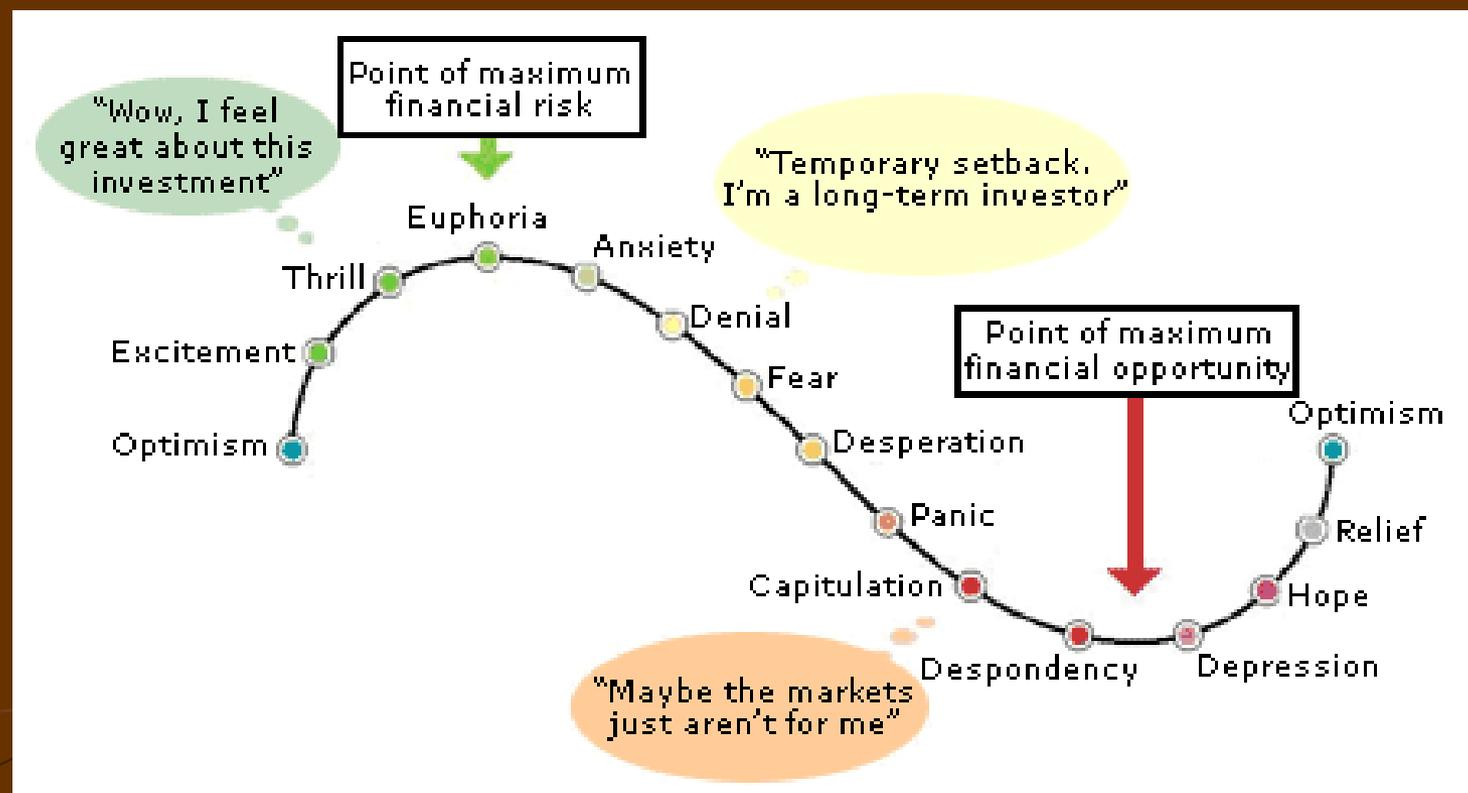 Point of maximum
financial risk
“Wow, I feel
great about this
investment”
“Temporary setback.
I'm a long-term investor”
Euphoria
Anxiety
Thrill
Denial
Point of maximum
financial opportunity
Excitement
Fear
Optimism
Optimism
Desperation
Panic
Relief
Capitulation
Hope
Despondency
Depression
“Maybe the markets
just aren't for me”